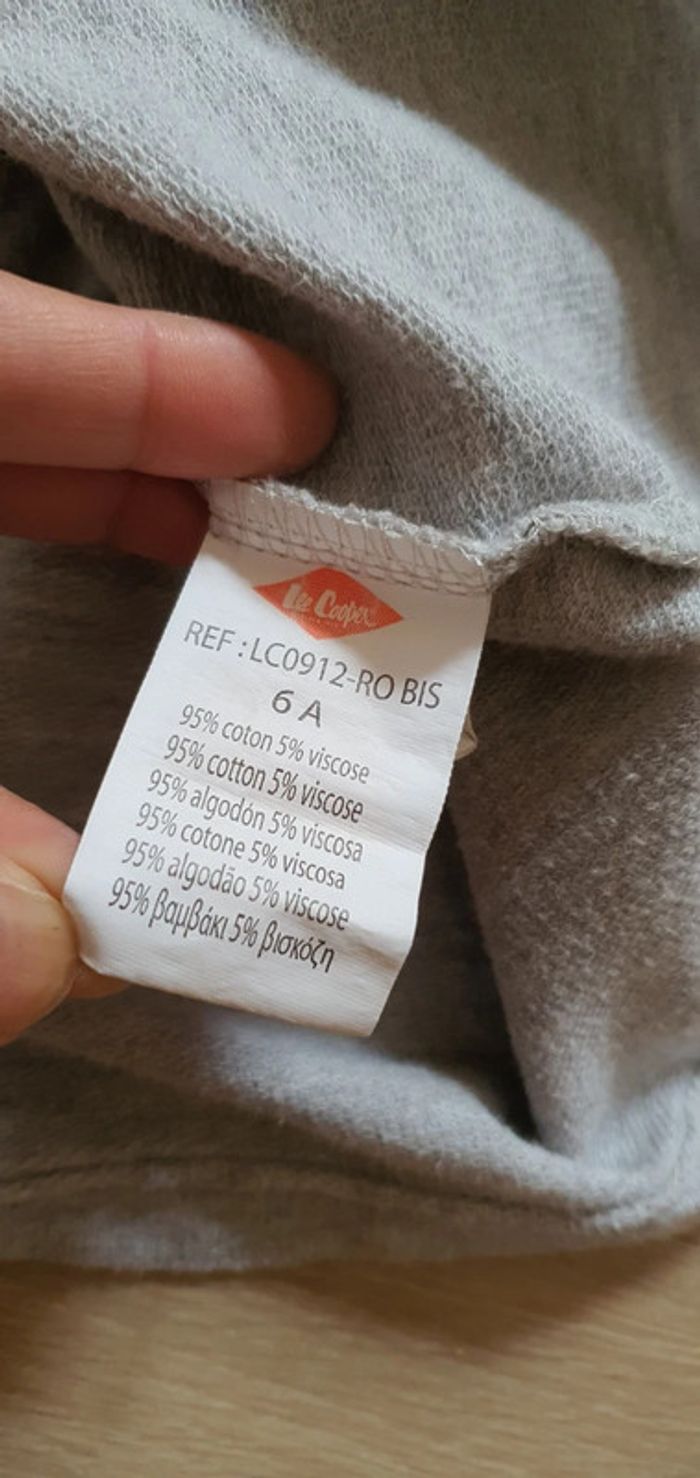 Lee Cooper
REF : LC0912-RO BIS
6 A
95% coton 5% viscose
95% cotton 5% viscose
95% algodón 5% viscosa
95% cotone 5% viscosa
95% algodão 5% viscose
95% βαμβάκι 5% βισκόζη